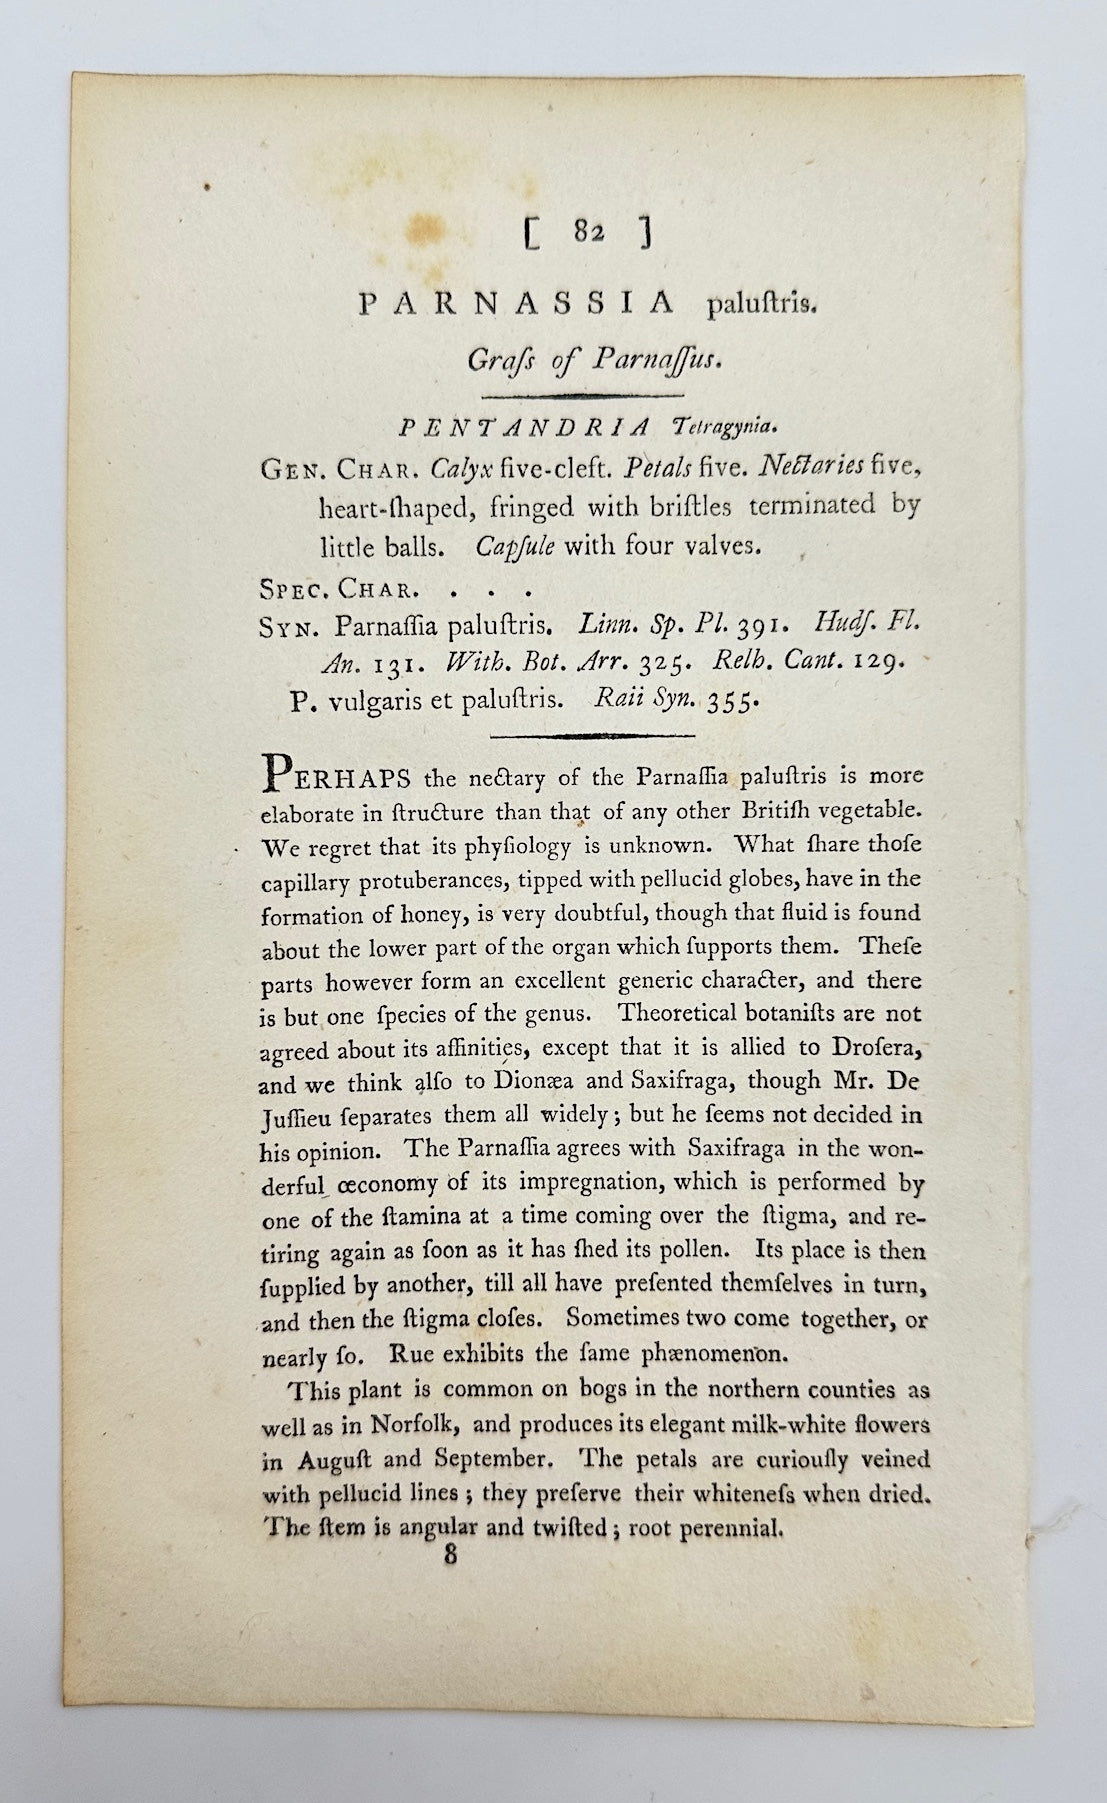 [ 82 ]
PARNASSIA paluſtris.
Graſs of Parnaſſus.
PENTANDRIA Tetragynia.
GEN. CHAR. Calyx five-cleft. Petals five. Nectaries five,
heart-ſhaped, fringed with briſtles terminated by
little balls. Capſule with four valves.
SPEC. CHAR. . . .
SYN. Parnaſſia paluſtris. Linn. Sp. Pl. 391. Hudſ. Fl.
An. 131. With. Bot. Arr. 325. Relh. Cant. 129.
P. vulgaris et paluſtris. Raii Syn. 355.
PERHAPS the nectary of the Parnaſſia paluſtris is more
elaborate in ſtructure than that of any other Britiſh vegetable.
We regret that its phyſiology is unknown. What ſhare thoſe
capillary protuberances, tipped with pellucid globes, have in the
formation of honey, is very doubtful, though that fluid is found
about the lower part of the organ which ſupports them. Theſe
parts however form an excellent generic character, and there
is but one ſpecies of the genus. Theoretical botaniſts are not
agreed about its affinities, except that it is allied to Droſera,
and we think alſo to Dionæa and Saxifraga, though Mr. De
Juſſieu ſeparates them all widely; but he ſeems not decided in
his opinion. The Parnaſſia agrees with Saxifraga in the won-
derful œconomy of its impregnation, which is performed by
one of the ſtamina at a time coming over the ſtigma, and re-
tiring again as ſoon as it has ſhed its pollen. Its place is then
ſupplied by another, till all have preſented themſelves in turn,
and then the ſtigma cloſes. Sometimes two come together, or
nearly ſo. Rue exhibits the ſame phænomenon.
This plant is common on bogs in the northern counties as
well as in Norfolk, and produces its elegant milk-white flowers
in Auguſt and September. The petals are curiouſly veined
with pellucid lines; they preſerve their whiteneſs when dried.
The ſtem is angular and twiſted; root perennial.
8